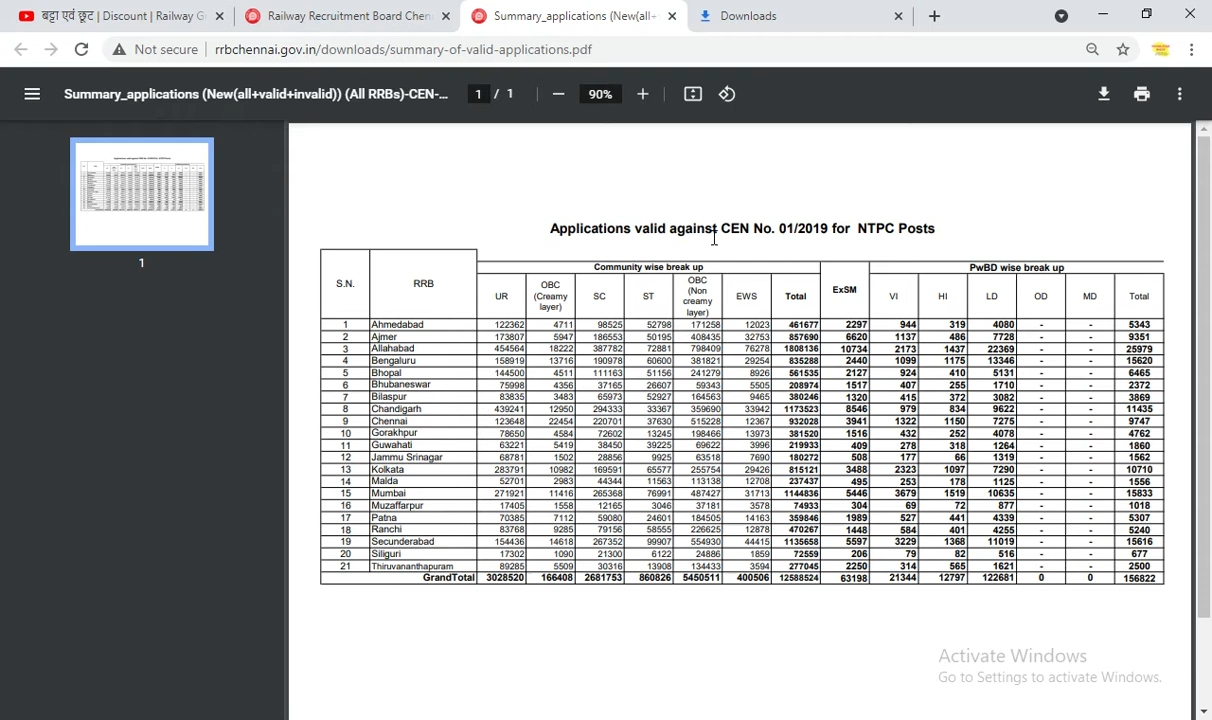 बट्टा एवं छूट | Discount | Railway G
Railway Recruitment Board Chen
Summary_applications (New(all+
Downloads
Not secure rrbchennai.gov.in/downloads/summary-of-valid-applications.pdf
Summary_applications (New(all+valid+invalid)) (All RRBs)-CEN-... 1 / 1 90%
1
Applications valid against CEN No. 01/2019 for NTPC Posts
S.N. RRB Community wise break up ExSM PwBD wise break up
UR OBC (Creamy layer) SC ST OBC (Non creamy layer) EWS Total VI HI LD OD MD Total
1 Ahmedabad 122362 4711 98525 52798 171258 12023 461677 2297 944 319 4080 - - 5343
2 Ajmer 173807 5947 186553 50195 408435 32753 857690 6620 1137 486 7728 - - 9351
3 Allahabad 454564 18222 387782 72881 798409 76278 1808136 10734 2173 1437 22369 - - 25979
4 Bengaluru 158919 13716 190978 60600 381821 29254 835288 2440 1099 1175 13346 - - 15620
5 Bhopal 144500 4511 111163 51156 241279 8926 561535 2127 924 410 5131 - - 6465
6 Bhubaneswar 75998 4356 37165 26607 59343 5505 208974 1517 407 255 1710 - - 2372
7 Bilaspur 83835 3483 65973 52927 164563 9465 380246 1320 415 372 3082 - - 3869
8 Chandigarh 439241 12950 294333 33367 359690 33942 1173523 8546 979 834 9622 - - 11435
9 Chennai 123648 22454 220701 37630 515228 12367 932028 3941 1322 1150 7275 - - 9747
10 Gorakhpur 78650 4584 72602 13245 198466 13973 381520 1516 432 252 4078 - - 4762
11 Guwahati 63221 5419 38450 39225 69622 3996 219933 409 278 318 1264 - - 1860
12 Jammu Srinagar 68781 1502 28856 9925 63518 7690 180272 508 177 66 1319 - - 1562
13 Kolkata 283791 10982 169591 65577 255754 29426 815121 3488 2323 1097 7290 - - 10710
14 Malda 52701 2983 44344 11563 113138 12708 237437 495 253 178 1125 - - 1556
15 Mumbai 271921 11416 265368 76991 487427 31713 1144836 5446 3679 1519 10635 - - 15833
16 Muzaffarpur 17405 1558 12165 3046 37181 3578 74933 304 69 72 877 - - 1018
17 Patna 70385 7112 59080 24601 184505 14163 359846 1989 527 441 4339 - - 5307
18 Ranchi 83768 9285 79156 58555 226625 12878 470267 1448 584 401 4255 - - 5240
19 Secunderabad 154436 14618 267352 99907 554930 44415 1135658 5597 3229 1368 11019 - - 15616
20 Siliguri 17302 1090 21300 6122 24886 1859 72559 206 79 82 516 - - 677
21 Thiruvananthapuram 89285 5509 30316 13908 134433 3594 277045 2250 314 565 1621 - - 2500
GrandTotal 3028520 166408 2681753 860826 5450511 400506 12588524 63198 21344 12797 122681 0 0 156822
Activate Windows
Go to Settings to activate Windows.